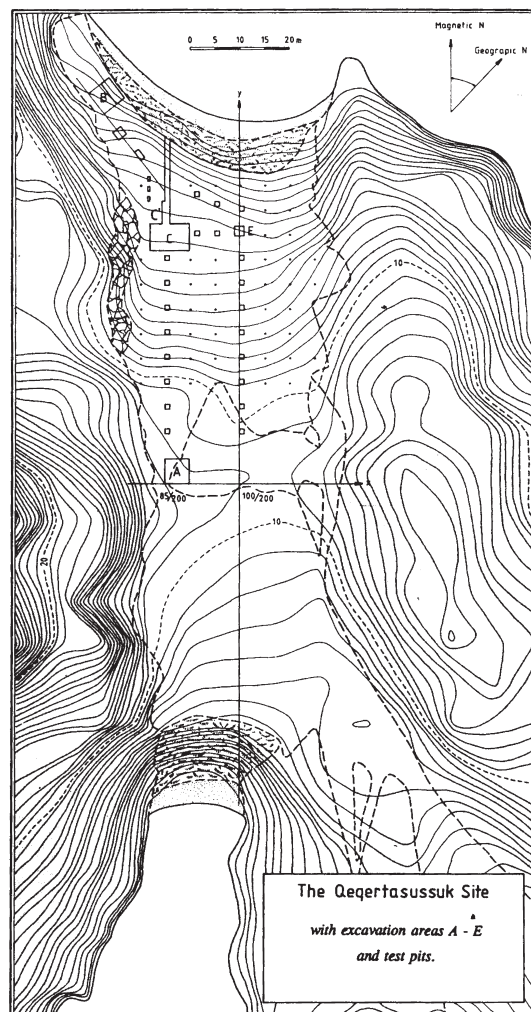 Magnetic N
Geograpic N
0 5 10 15 20 m
y
B
C
C
E
10
A
x
85/200
100/200
10
20
The Qeqertasussuk Site
with excavation areas A - E
and test pits.